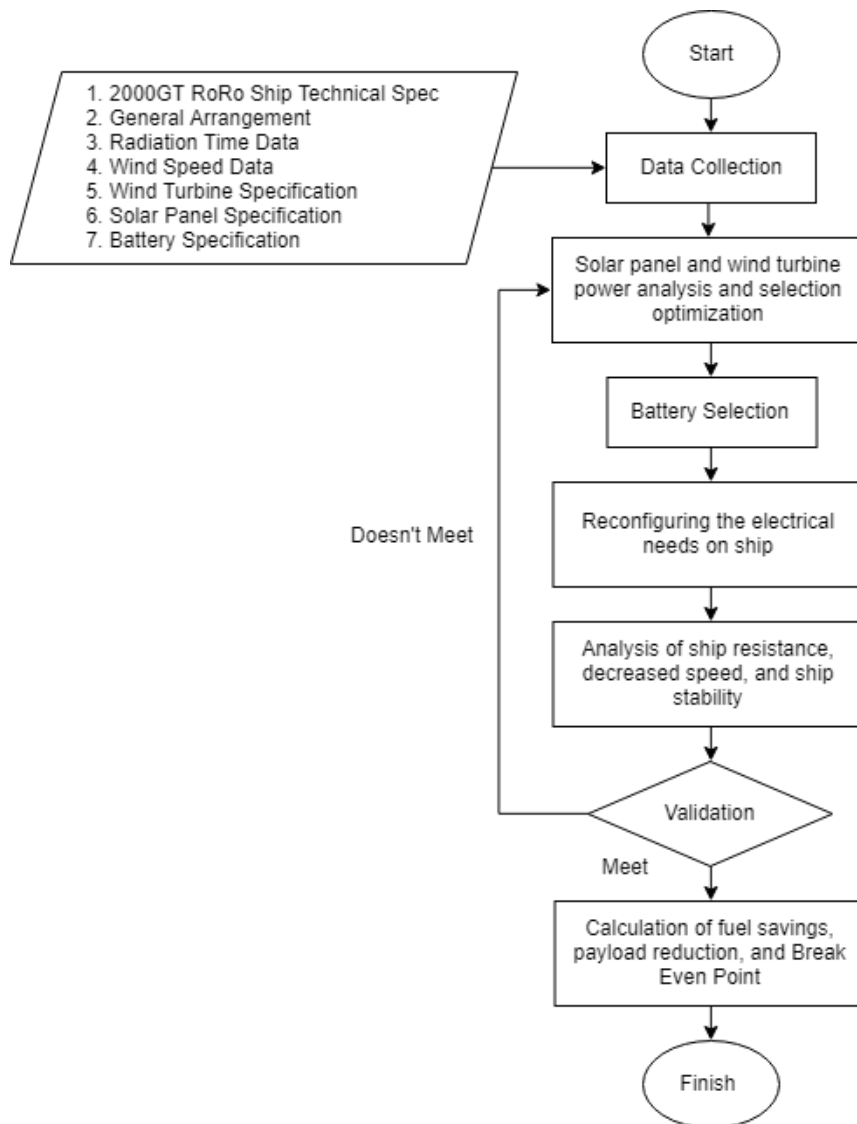 Start
1. 2000GT RoRo Ship Technical Spec
2. General Arrangement
3. Radiation Time Data
4. Wind Speed Data
5. Wind Turbine Specification
6. Solar Panel Specification
7. Battery Specification
Data Collection
Solar panel and wind turbine
power analysis and selection
optimization
Battery Selection
Reconfiguring the electrical
needs on ship
Doesn't Meet
Analysis of ship resistance,
decreased speed, and ship
stability
Validation
Meet
Calculation of fuel savings,
payload reduction, and Break
Even Point
Finish